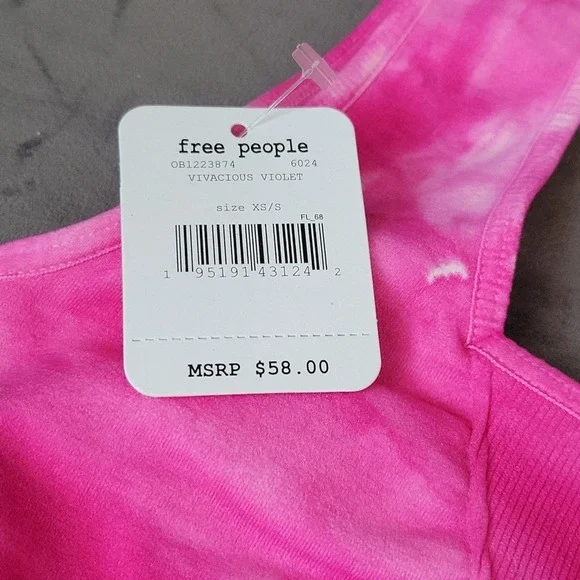 free people
OB1223874 6024
VIVACIOUS VIOLET
size XS/S
FL_68
1 95191 43124 2
MSRP $58.00